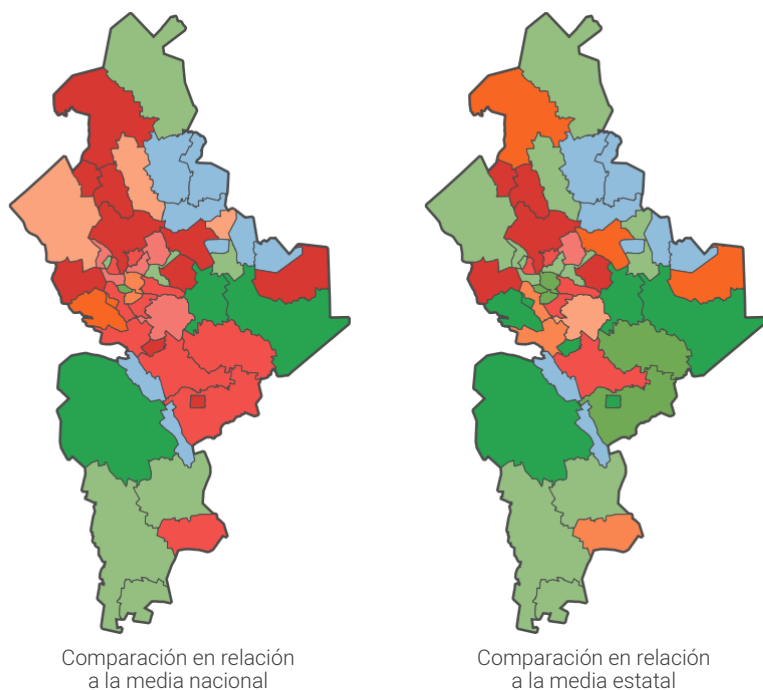 Comparación en relación
a la media nacional
Comparación en relación
a la media estatal